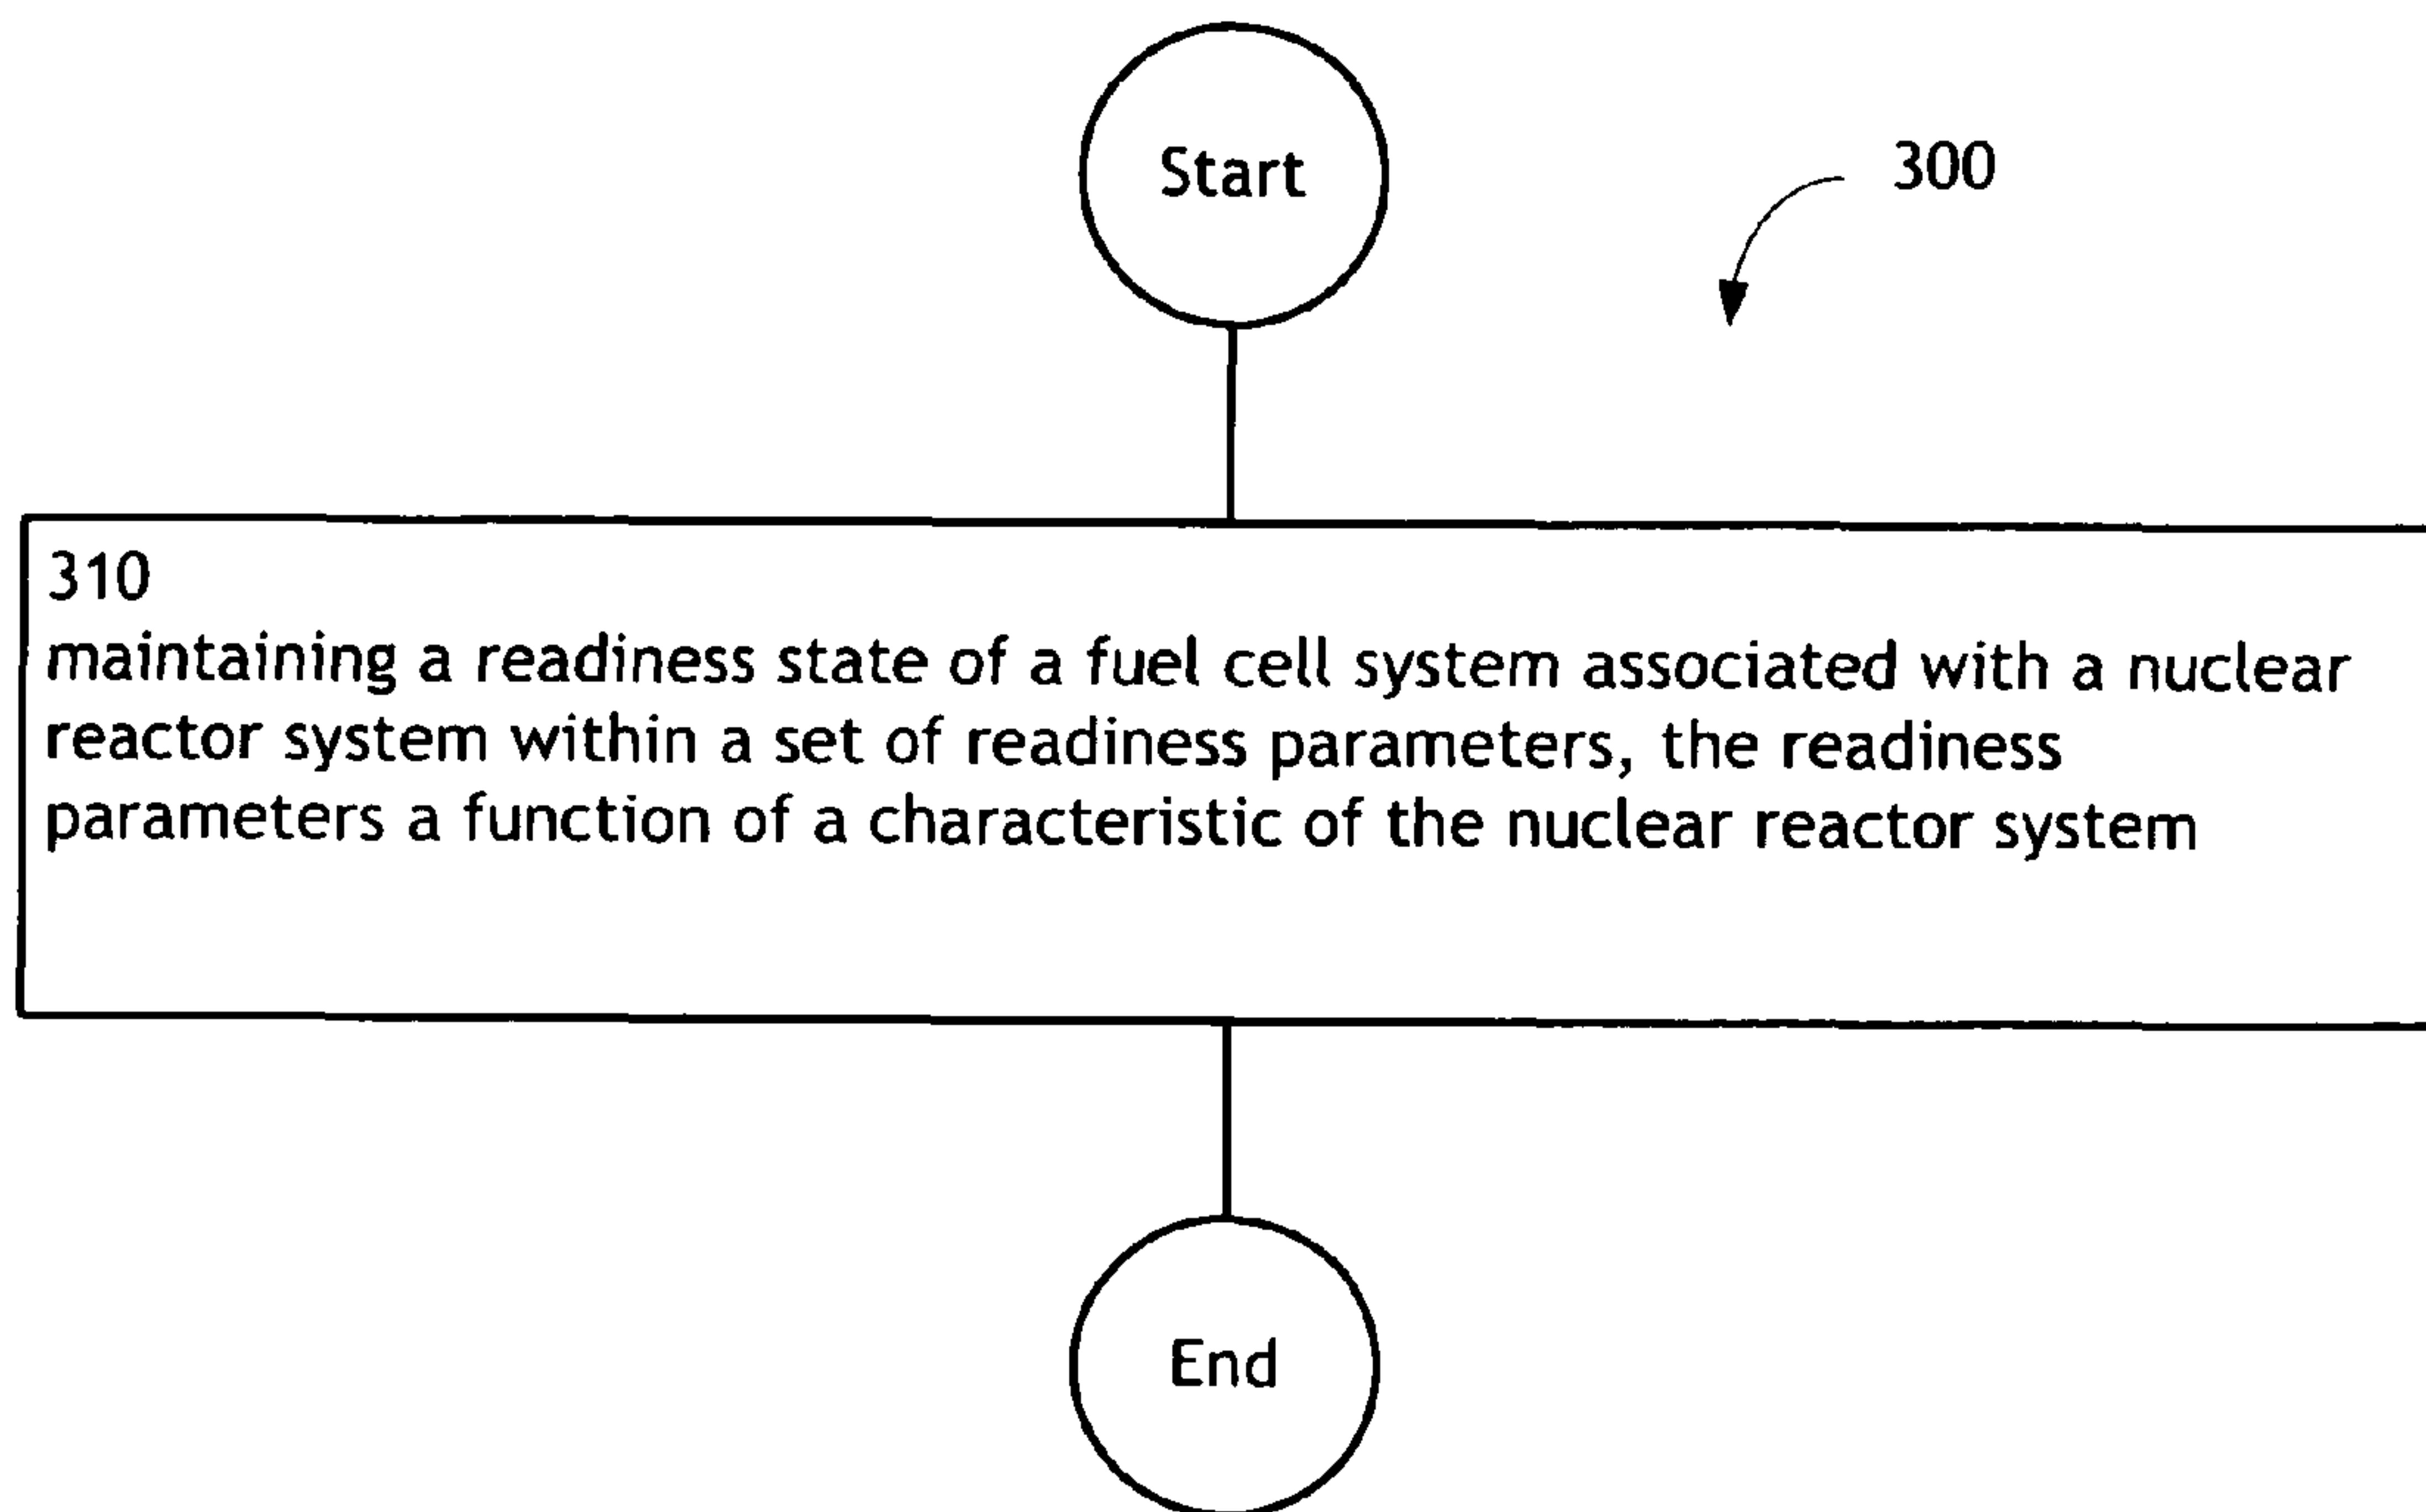 Start
300
310
maintaining a readiness state of a fuel cell system associated with a nuclear
reactor system within a set of readiness parameters, the readiness
parameters a function of a characteristic of the nuclear reactor system
End